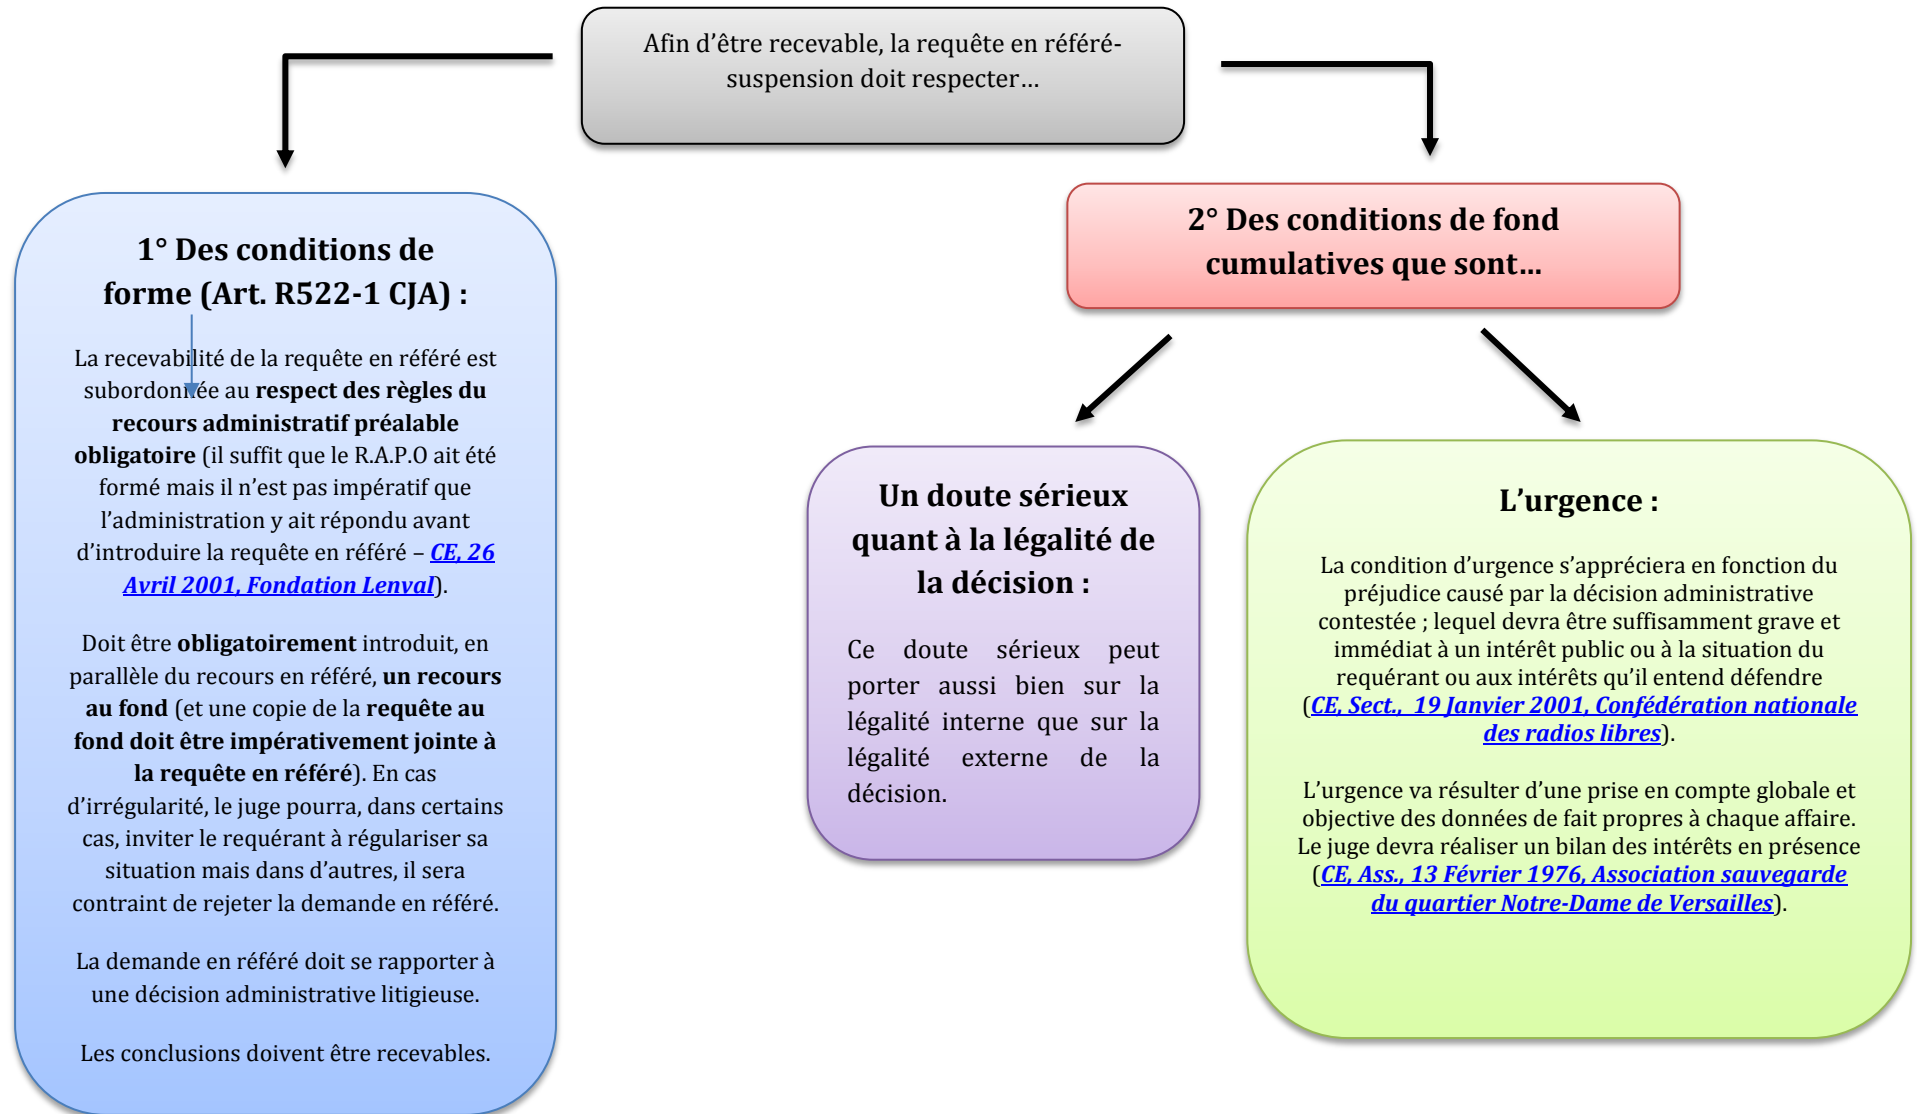 Afin d’être recevable, la requête en référé-
suspension doit respecter…
1° Des conditions de
forme (Art. R522-1 CJA) :
La recevabilité de la requête en référé est
subordonnée au respect des règles du
recours administratif préalable
obligatoire (il suffit que le R.A.P.O ait été
formé mais il n’est pas impératif que
l’administration y ait répondu avant
d’introduire la requête en référé – CE, 26
Avril 2001, Fondation Lenval).
Doit être obligatoirement introduit, en
parallèle du recours en référé, un recours
au fond (et une copie de la requête au
fond doit être impérativement jointe à
la requête en référé). En cas
d’irrégularité, le juge pourra, dans certains
cas, inviter le requérant à régulariser sa
situation mais dans d’autres, il sera
contraint de rejeter la demande en référé.
La demande en référé doit se rapporter à
une décision administrative litigieuse.
Les conclusions doivent être recevables.
2° Des conditions de fond
cumulatives que sont…
Un doute sérieux
quant à la légalité de
la décision :
Ce doute sérieux peut
porter aussi bien sur la
légalité interne que sur la
légalité externe de la
décision.
L’urgence :
La condition d’urgence s’appréciera en fonction du
préjudice causé par la décision administrative
contestée ; lequel devra être suffisamment grave et
immédiat à un intérêt public ou à la situation du
requérant ou aux intérêts qu’il entend défendre
(CE, Sect., 19 Janvier 2001, Confédération nationale
des radios libres).
L’urgence va résulter d’une prise en compte globale et
objective des données de fait propres à chaque affaire.
Le juge devra réaliser un bilan des intérêts en présence
(CE, Ass., 13 Février 1976, Association sauvegarde
du quartier Notre-Dame de Versailles).